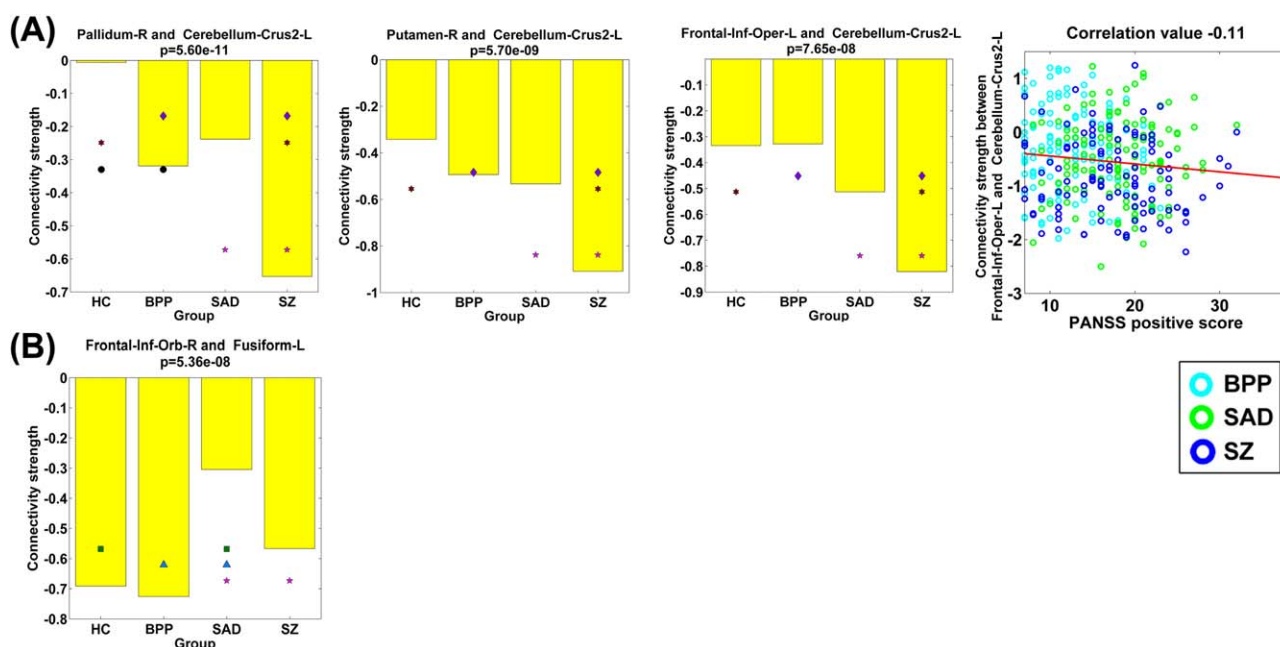 (A)
Pallidum-R and Cerebellum-Crus2-L
p=5.60e-11
0
-0.1
-0.2
-0.3
-0.4
-0.5
-0.6
-0.7
Connectivity strength
HC BPP SAD SZ
Group
Putamen-R and Cerebellum-Crus2-L
p=5.70e-09
0
-0.2
-0.4
-0.6
-0.8
-1
Connectivity strength
HC BPP SAD SZ
Group
Frontal-Inf-Oper-L and Cerebellum-Crus2-L
p=7.65e-08
0
-0.1
-0.2
-0.3
-0.4
-0.5
-0.6
-0.7
-0.8
-0.9
Connectivity strength
HC BPP SAD SZ
Group
Correlation value -0.11
Connectivity strength between
Frontal-Inf-Oper-L and Cerebellum-Crus2-L
1
0
-1
-2
-3
10 20 30
PANSS positive score
(B)
Frontal-Inf-Orb-R and Fusiform-L
p=5.36e-08
0
-0.1
-0.2
-0.3
-0.4
-0.5
-0.6
-0.7
-0.8
Connectivity strength
HC BPP SAD SZ
Group
BPP
SAD
SZ